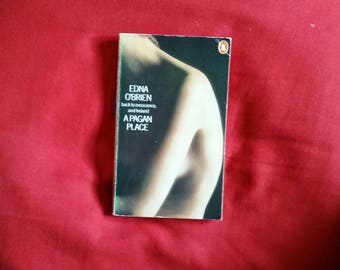 EDNA
O'BRIEN
back to innocence,
and Ireland
A PAGAN
PLACE